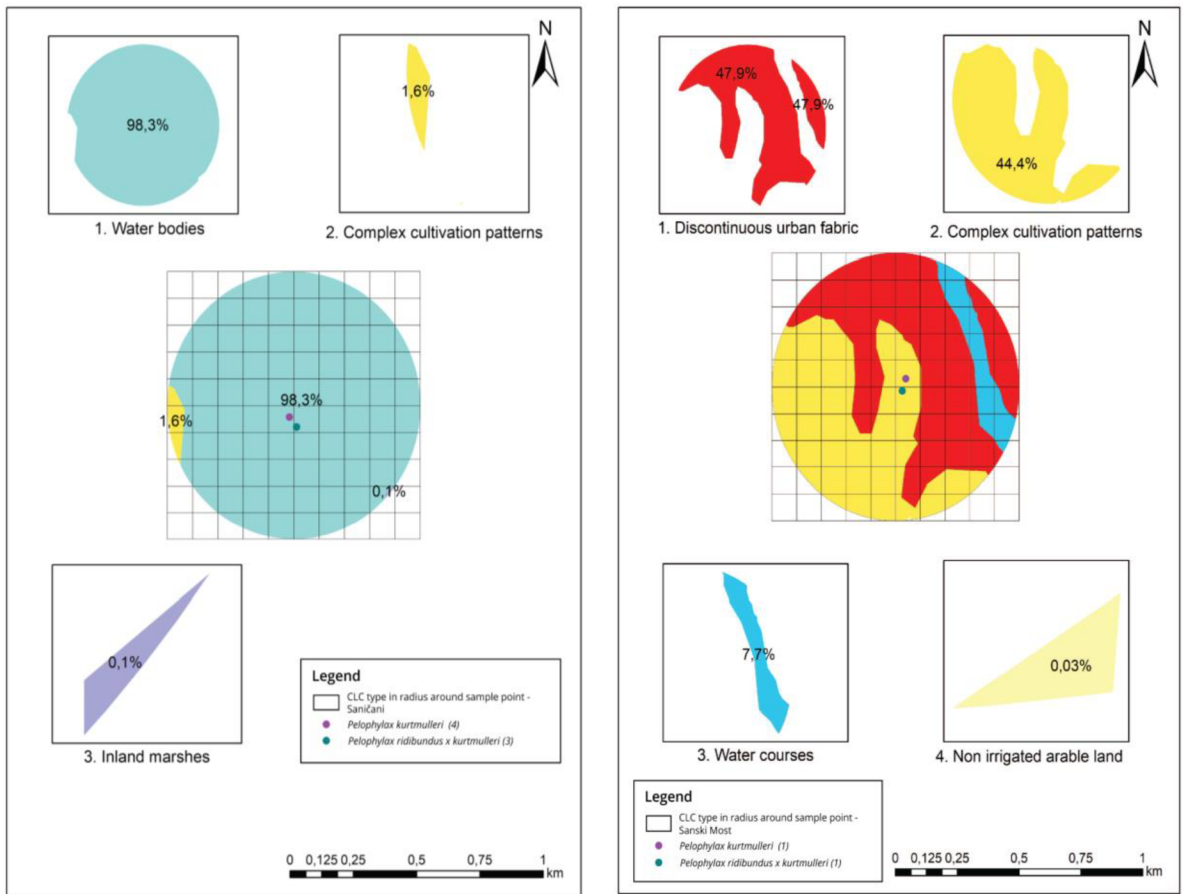 N
98,3%
1. Water bodies
1,6%
2. Complex cultivation patterns
98,3%
1,6%
0,1%
0,1%
3. Inland marshes
Legend
CLC type in radius around sample point -
Saničani
Pelophylax kurtmulleri (4)
Pelophylax ridibundus x kurtmulleri (3)
0 0,125 0,25 0,5 0,75 1
km
N
47,9%
47,9%
1. Discontinuous urban fabric
44,4%
2. Complex cultivation patterns
7,7%
3. Water courses
0,03%
4. Non irrigated arable land
Legend
CLC type in radius around sample point -
Sanski Most
Pelophylax kurtmulleri (1)
Pelophylax ridibundus x kurtmulleri (1)
0 0,125 0,25 0,5 0,75 1
km